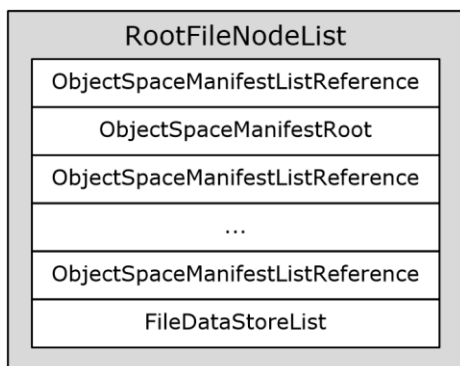 RootFileNodeList
ObjectSpaceManifestListReference
ObjectSpaceManifestRoot
ObjectSpaceManifestListReference
...
ObjectSpaceManifestListReference
FileDataStoreList